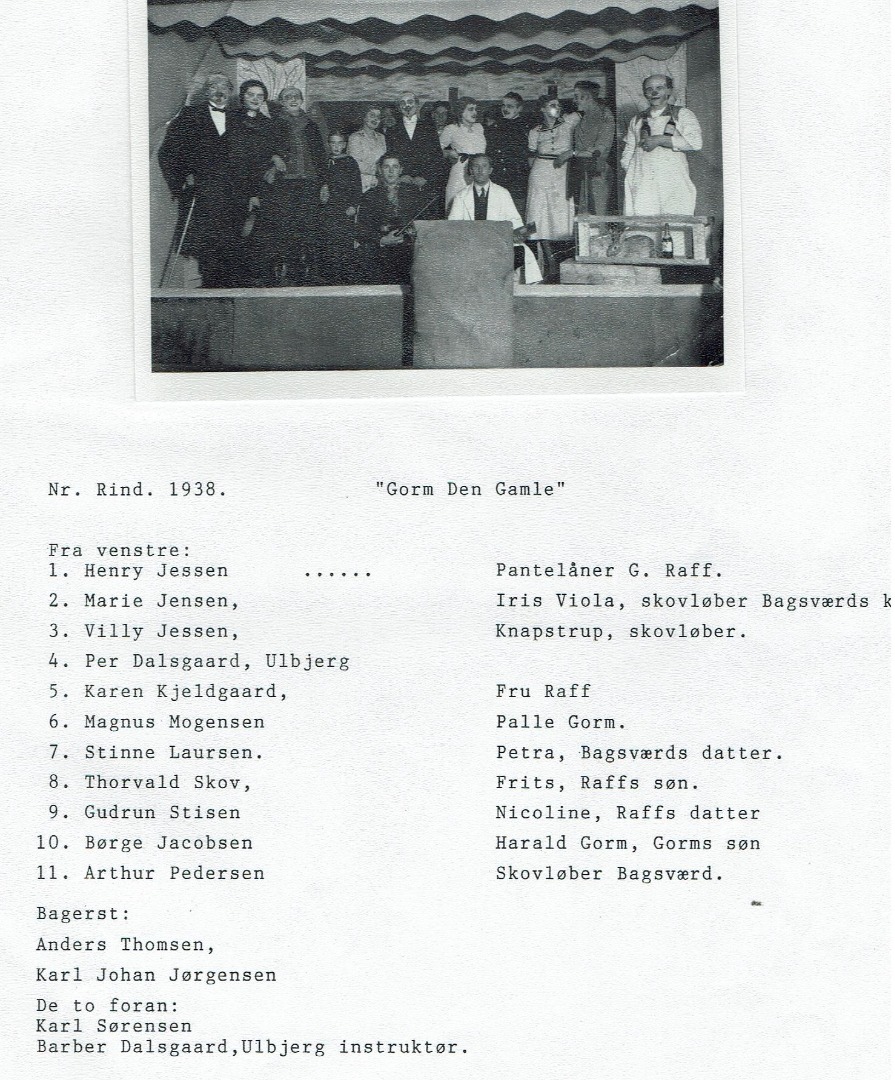 Nr. Rind. 1938. "Gorm Den Gamle"
Fra venstre:
1. Henry Jessen ...... Pantelåner G. Raff.
2. Marie Jensen, Iris Viola, skovløber Bagsværds
3. Villy Jessen, Knapstrup, skovløber.
4. Per Dalsgaard, Ulbjerg
5. Karen Kjeldgaard, Fru Raff
6. Magnus Mogensen Palle Gorm.
7. Stinne Laursen. Petra, Bagsværds datter.
8. Thorvald Skov, Frits, Raffs søn.
9. Gudrun Stisen Nicoline, Raffs datter
10. Børge Jacobsen Harald Gorm, Gorms søn
11. Arthur Pedersen Skovløber Bagsværd.
Bagerst:
Anders Thomsen,
Karl Johan Jørgensen
De to foran:
Karl Sørensen
Barber Dalsgaard,Ulbjerg instruktør.